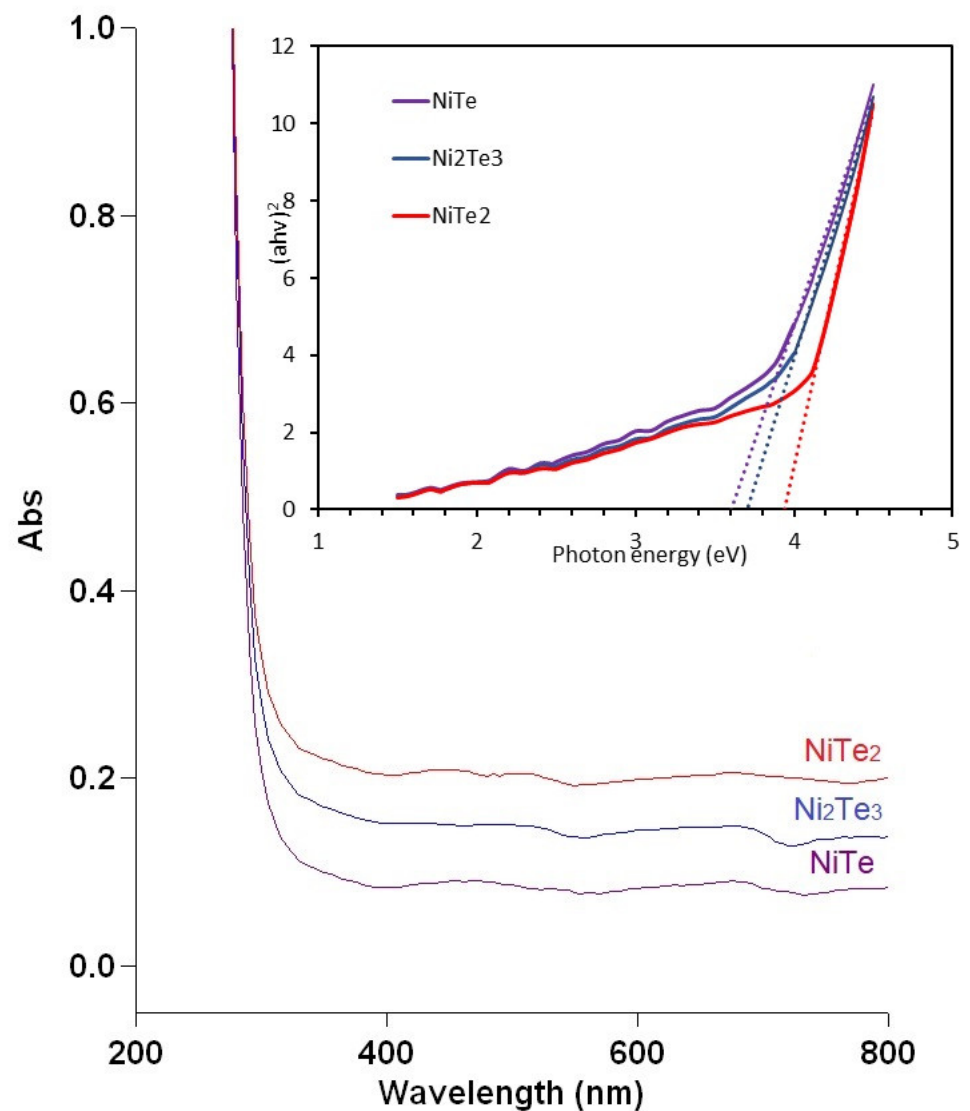 1.0
0.8
0.6
0.4
0.2
0.0
Abs
200
400
600
800
Wavelength (nm)
12
10
8
6
4
2
0
(ahv)²
1
2
3
4
5
Photon energy (eV)
NiTe
Ni2Te3
NiTe2
NiTe₂
Ni₂Te₃
NiTe